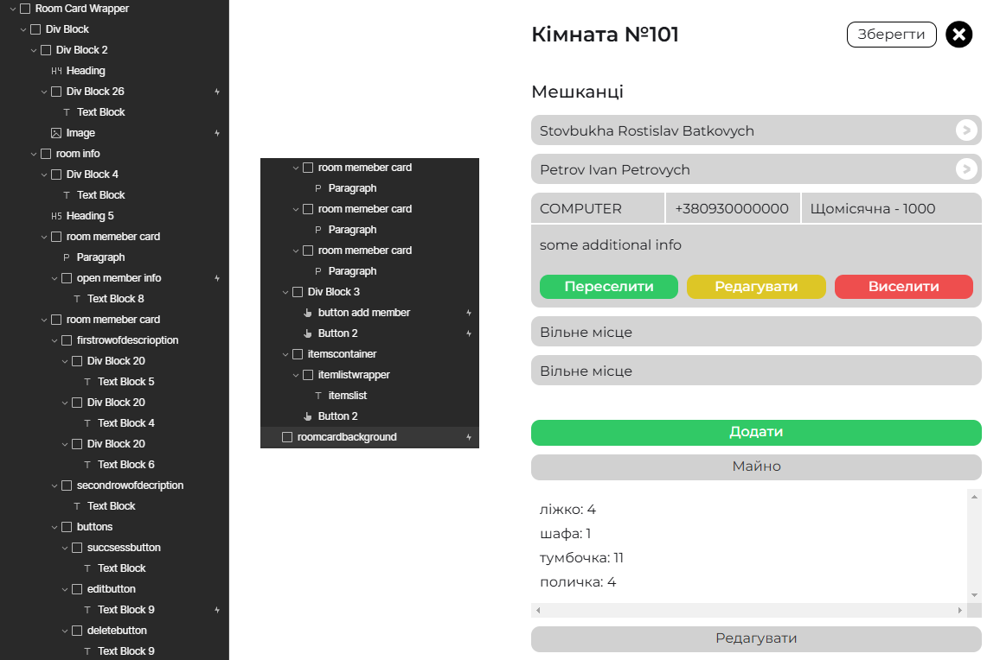 Room Card Wrapper
Div Block
Div Block 2
H4 Heading
Div Block 26
T Text Block
Image
room info
Div Block 4
T Text Block
H5 Heading 5
room memeber card
P Paragraph
open member info
T Text Block 8
room memeber card
firstrowofdescrioption
Div Block 20
T Text Block 5
Div Block 20
T Text Block 4
Div Block 20
T Text Block 6
secondrowofdecription
T Text Block
buttons
succsessbutton
T Text Block
editbutton
T Text Block 9
deletebutton
T Text Block 9
room memeber card
P Paragraph
room memeber card
P Paragraph
room memeber card
P Paragraph
Div Block 3
button add member
Button 2
itemscontainer
itemlistwrapper
T itemslist
Button 2
roomcardbackground
Кімната №101
Зберегти
Мешканці
Stovbukha Rostislav Batkovych
Petrov Ivan Petrovych
COMPUTER +380930000000 Щомісячна - 1000
some additional info
Переселити Редагувати Виселити
Вільне місце
Вільне місце
Додати
Майно
ліжко: 4
шафа: 1
тумбочка: 11
поличка: 4
Редагувати